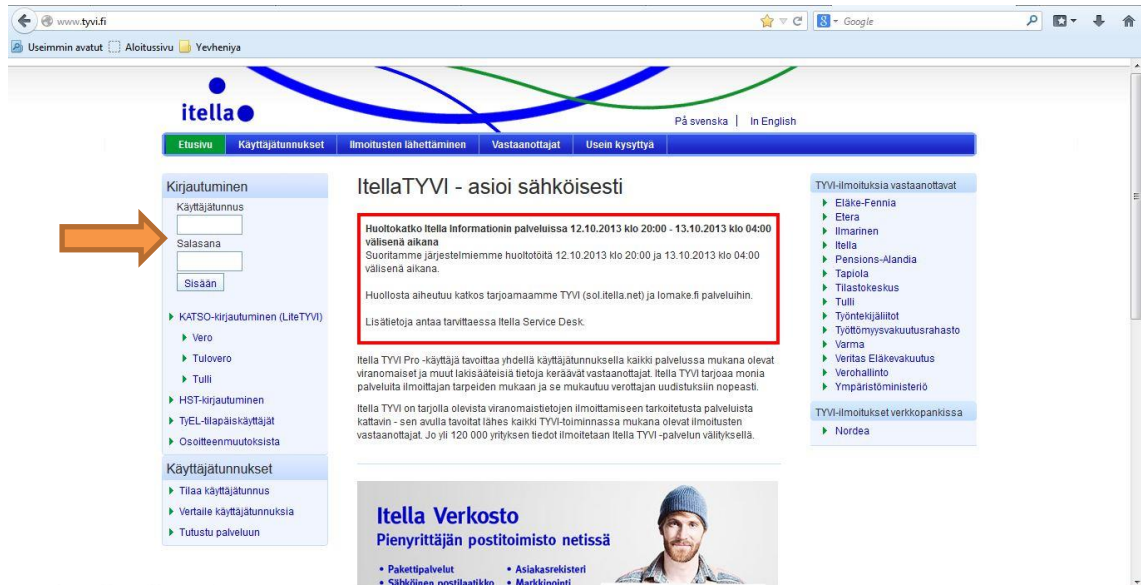 www.tyvi.fi
Google
Useimmin avatut Aloitussivu Yevheniya
itella
På svenska | In English
Etusivu Käyttäjätunnukset Ilmoitusten lähettäminen Vastaanottajat Usein kysyttyä
Kirjautuminen
Käyttäjätunnus
Salasana
Sisään
KATSO-kirjautuminen (LiteTYVI)
Vero
Tulovero
Tulli
HST-kirjautuminen
TyEL-tilapäiskäyttäjät
Osoitteenmuutoksista
Käyttäjätunnukset
Tilaa käyttäjätunnus
Vertaile käyttäjätunnuksia
Tutustu palveluun
ItellaTYVI - asioi sähköisesti
Huoltokatko Itella Informationin palveluissa 12.10.2013 klo 20:00 - 13.10.2013 klo 04:00
välisenä aikana
Suoritamme järjestelmiemme huoltotöitä 12.10.2013 klo 20:00 ja 13.10.2013 klo 04:00
välisenä aikana.
Huollosta aiheutuu katkos tarjoamaamme TYVI (sol.itella.net) ja lomake.fi palveluihin.
Lisätietoja antaa tarvittaessa Itella Service Desk.
Itella TYVI Pro -käyttäjä tavoittaa yhdellä käyttäjätunnuksella kaikki palvelussa mukana olevat
viranomaiset ja muut lakisääteisiä tietoja keräävät vastaanottajat. Itella TYVI tarjoaa monia
palveluita ilmoittajan tarpeiden mukaan ja se mukautuu verottajan uudistuksiin nopeasti.
Itella TYVI on tarjolla olevista viranomaistietojen ilmoittamiseen tarkoitetusta palveluista
kattavin - sen avulla tavoitat lähes kaikki TYVI-toiminnassa mukana olevat ilmoitusten
vastaanottajat. Jo yli 120 000 yrityksen tiedot ilmoitetaan Itella TYVI -palvelun välityksellä.
Itella Verkosto
Pienyrittäjän postitoimisto netissä
• Pakettipalvelut • Asiakasrekisteri
• Sähköinen postilaatikko • Markkinointi
TYVI-ilmoituksia vastaanottavat
Eläke-Fennia
Etera
Ilmarinen
Itella
Pensions-Alandia
Tapiola
Tilastokeskus
Tulli
Työntekijäliitot
Työttömyysvakuutusrahasto
Varma
Veritas Eläkevakuutus
Verohallinto
Ympäristöministeriö
TYVI-ilmoitukset verkkopankissa
Nordea